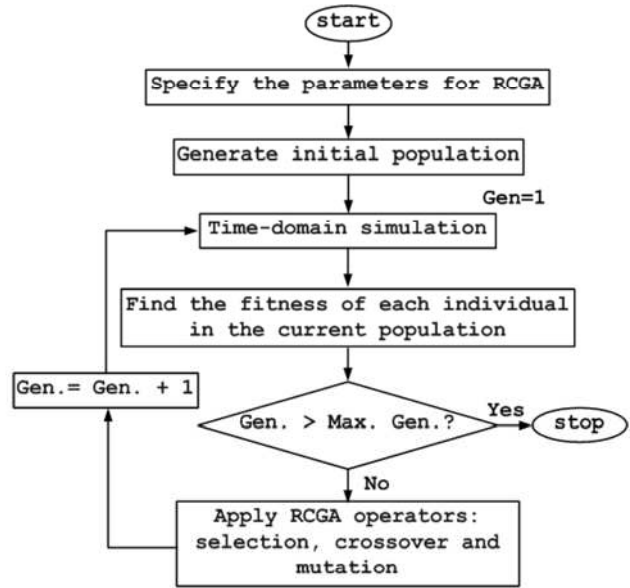 start
Specify the parameters for RCGA
Generate initial population
Gen=1
Time-domain simulation
Find the fitness of each individual
in the current population
Gen.= Gen. + 1
Gen. > Max. Gen.?
Yes
stop
No
Apply RCGA operators:
selection, crossover and
mutation